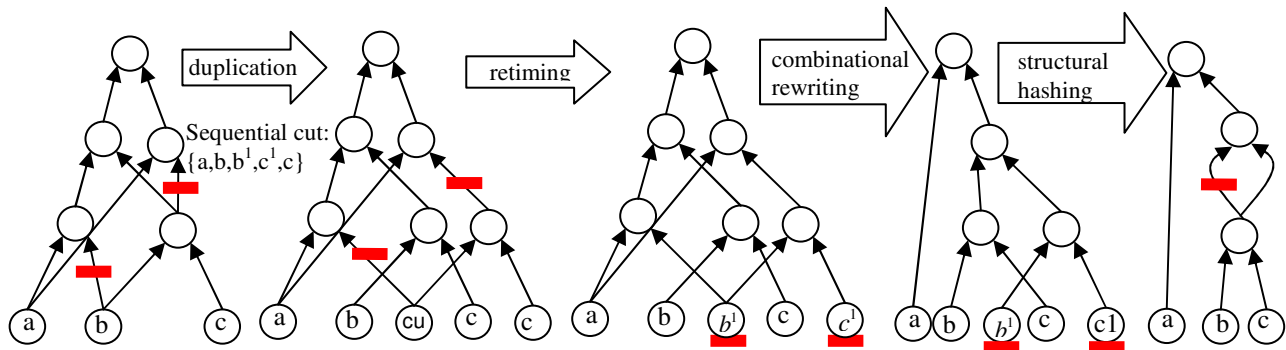 duplication
retiming
combinational
rewriting
structural
hashing
Sequential cut:
{a,b,b¹,c¹,c}
a b c
a b cu c c
a b b¹ c c¹
a b b¹ c c1
a b c